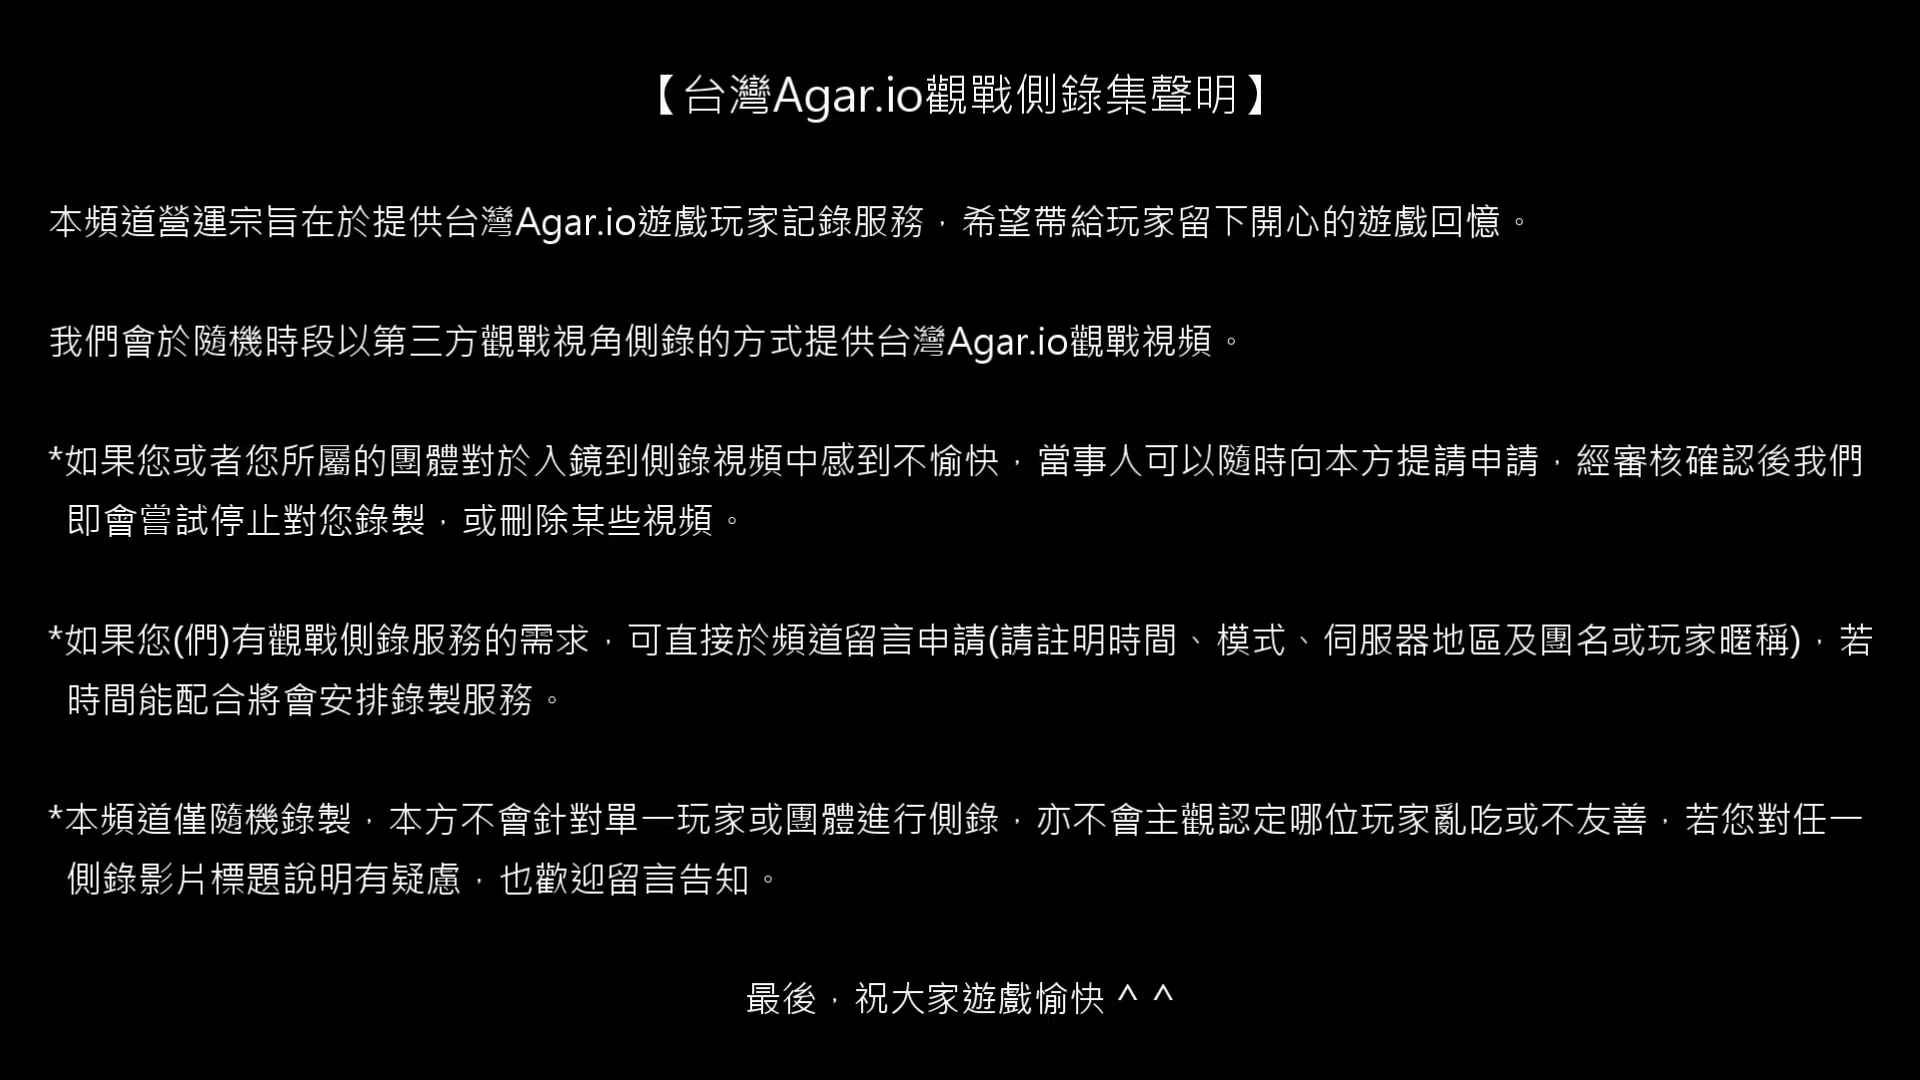 【台灣Agar.io觀戰側錄集聲明】
本頻道營運宗旨在於提供台灣Agar.io遊戲玩家記錄服務，希望帶給玩家留下開心的遊戲回憶。
我們會於隨機時段以第三方觀戰視角側錄的方式提供台灣Agar.io觀戰視頻。
*如果您或者您所屬的團體對於入鏡到側錄視頻中感到不愉快，當事人可以隨時向本方提請申請，經審核確認後我們
即會嘗試停止對您錄製，或刪除某些視頻。
*如果您(們)有觀戰側錄服務的需求，可直接於頻道留言申請(請註明時間、模式、伺服器地區及團名或玩家暱稱)，若
時間能配合將會安排錄製服務。
*本頻道僅隨機錄製，本方不會針對單一玩家或團體進行側錄，亦不會主觀認定哪位玩家亂吃或不友善，若您對任一
側錄影片標題說明有疑慮，也歡迎留言告知。
最後，祝大家遊戲愉快 ^ ^